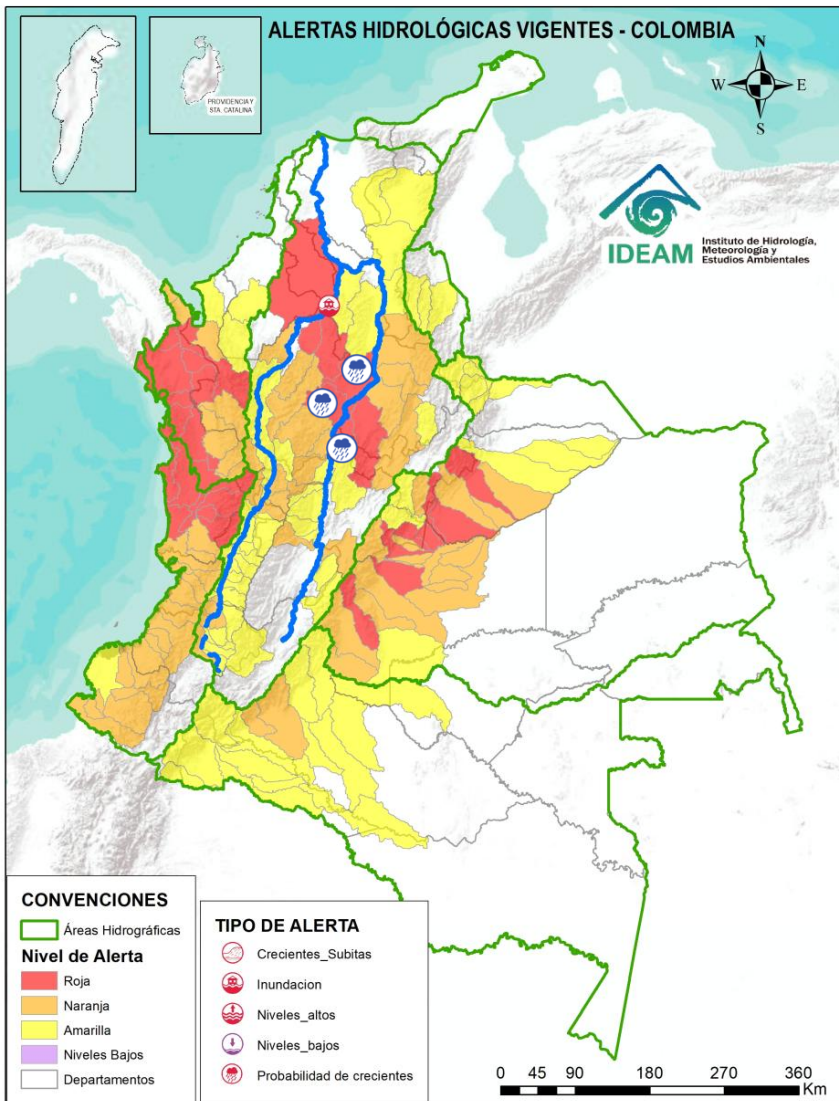 ALERTAS HIDROLÓGICAS VIGENTES - COLOMBIA
PROVIDENCIA Y
STA. CATALINA
N
W
E
S
IDEAM
Instituto de Hidrología,
Meteorología y
Estudios Ambientales
CONVENCIONES
Áreas Hidrográficas
Nivel de Alerta
Roja
Naranja
Amarilla
Niveles Bajos
Departamentos
TIPO DE ALERTA
Crecientes_Subitas
Inundacion
Niveles_altos
Niveles_bajos
Probabilidad de crecientes
0 45 90 180 270 360
Km